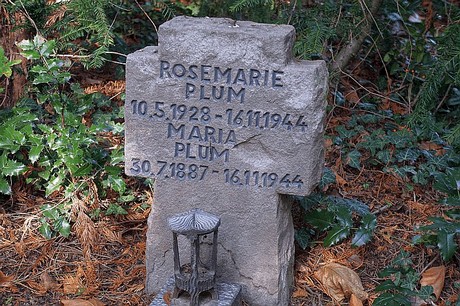 ROSEMARIE
PLUM
10.5.1928 - 16.11.1944
MARIA
PLUM
30.7.1887 - 16.11.1944